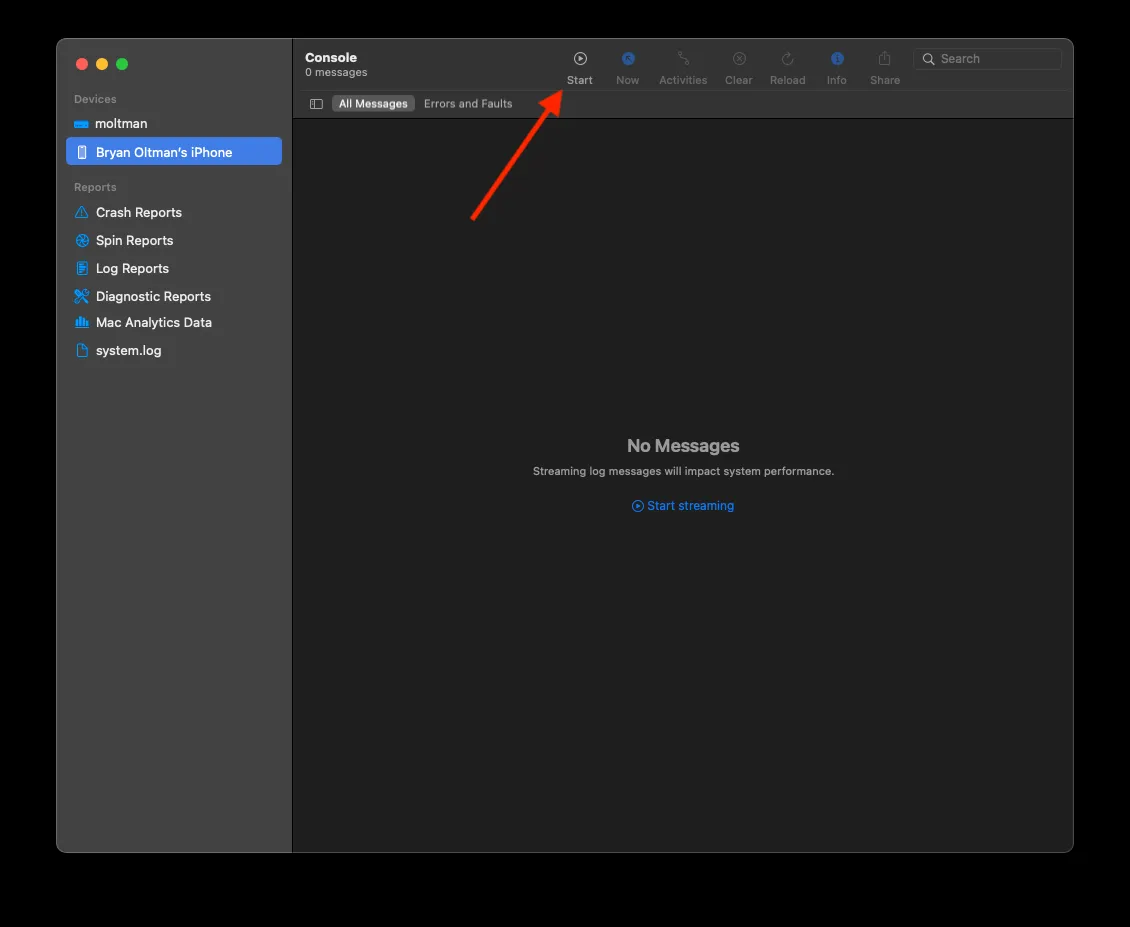 Console
0 messages
Start
Now
Activities
Clear
Reload
Info
Share
Search
All Messages
Errors and Faults
Devices
moltman
Bryan Oltman's iPhone
Reports
Crash Reports
Spin Reports
Log Reports
Diagnostic Reports
Mac Analytics Data
system.log
No Messages
Streaming log messages will impact system performance.
Start streaming